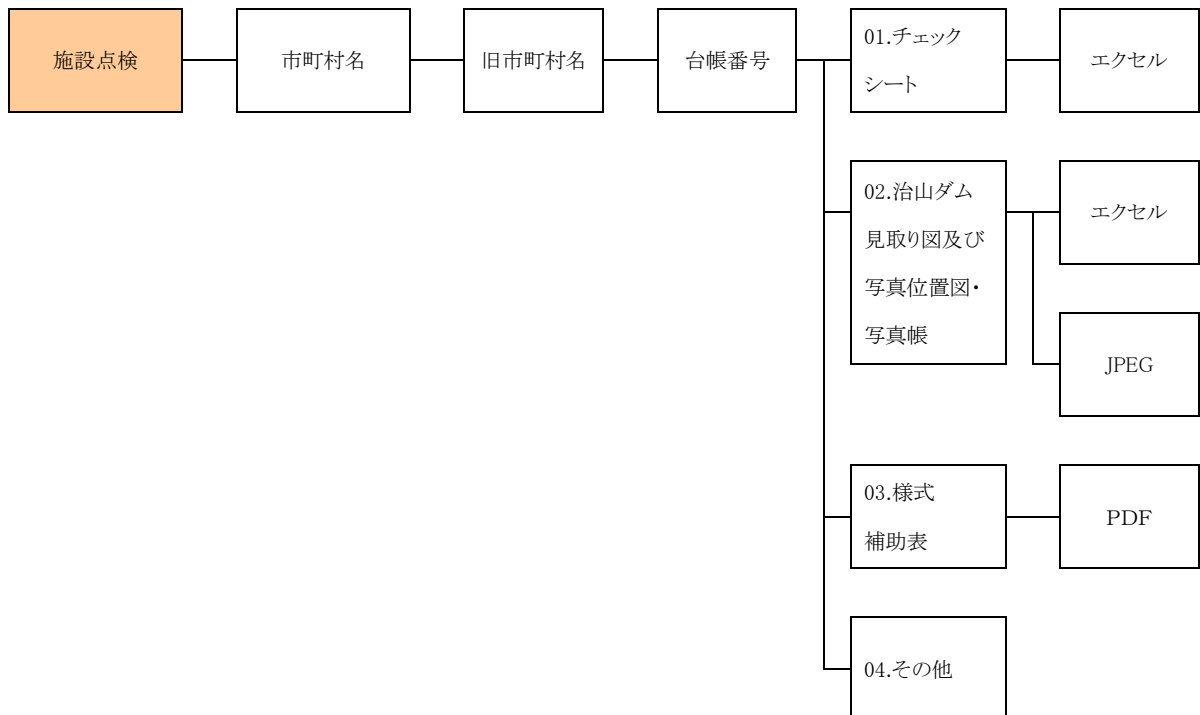 施設点検
市町村名
旧市町村名
台帳番号
01.チェック
シート
エクセル
02.治山ダム
見取り図及び
写真位置図・
写真帳
エクセル
JPEG
03.様式
補助表
PDF
04.その他